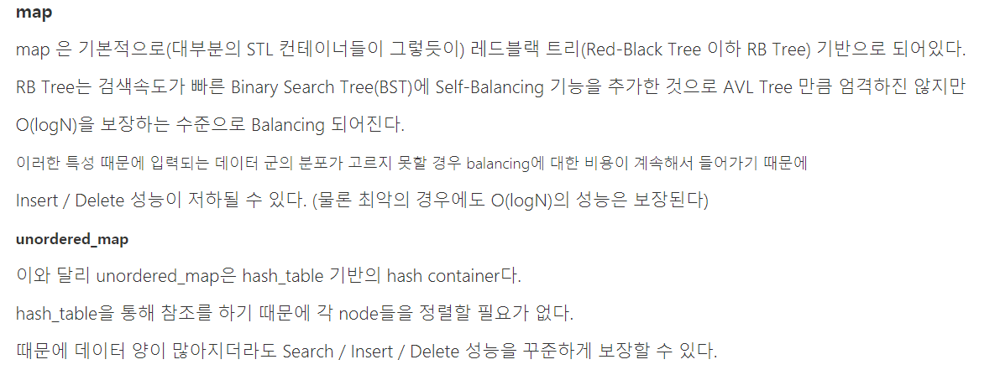 map
map 은 기본적으로(대부분의 STL 컨테이너들이 그렇듯이) 레드블랙 트리(Red-Black Tree 이하 RB Tree) 기반으로 되어있다.
RB Tree는 검색속도가 빠른 Binary Search Tree(BST)에 Self-Balancing 기능을 추가한 것으로 AVL Tree 만큼 엄격하진 않지만
O(logN)을 보장하는 수준으로 Balancing 되어진다.
이러한 특성 때문에 입력되는 데이터 군의 분포가 고르지 못할 경우 balancing에 대한 비용이 계속해서 들어가기 때문에
Insert / Delete 성능이 저하될 수 있다. (물론 최악의 경우에도 O(logN)의 성능은 보장된다)
unordered_map
이와 달리 unordered_map은 hash_table 기반의 hash container다.
hash_table을 통해 참조를 하기 때문에 각 node들을 정렬할 필요가 없다.
때문에 데이터 양이 많아지더라도 Search / Insert / Delete 성능을 꾸준하게 보장할 수 있다.